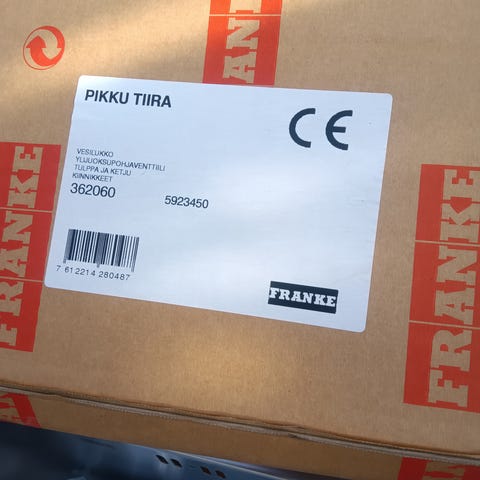 FRANKE
PIKKU TIIRA
CE
VESILUKKO
YLIJUOKSUPOHJAVENTTIILI
TULPPA JA KETJU
KIINNIKKEET
362060 5923450
7 612214 280487
FRANKE
FRANKE
FRANKE